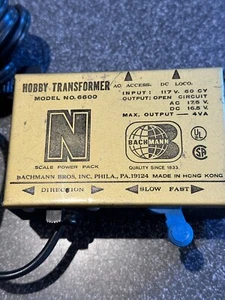 HOBBY TRANSFORMER
MODEL NO. 6600
AC ACCESS: DC LOCO.
INPUT: 117 V. 60 CY
OUTPUT: OPEN CIRCUIT
AC 17.5 V.
DC 16.5 V.
MAX. OUTPUT — 4VA
N
SCALE POWER PACK
B
BACHMANN
QUALITY SINCE 1833
UL
SA
BACHMANN BROS, INC, PHILA., PA. 19124 MADE IN HONG KONG
DIRECTION
SLOW FAST